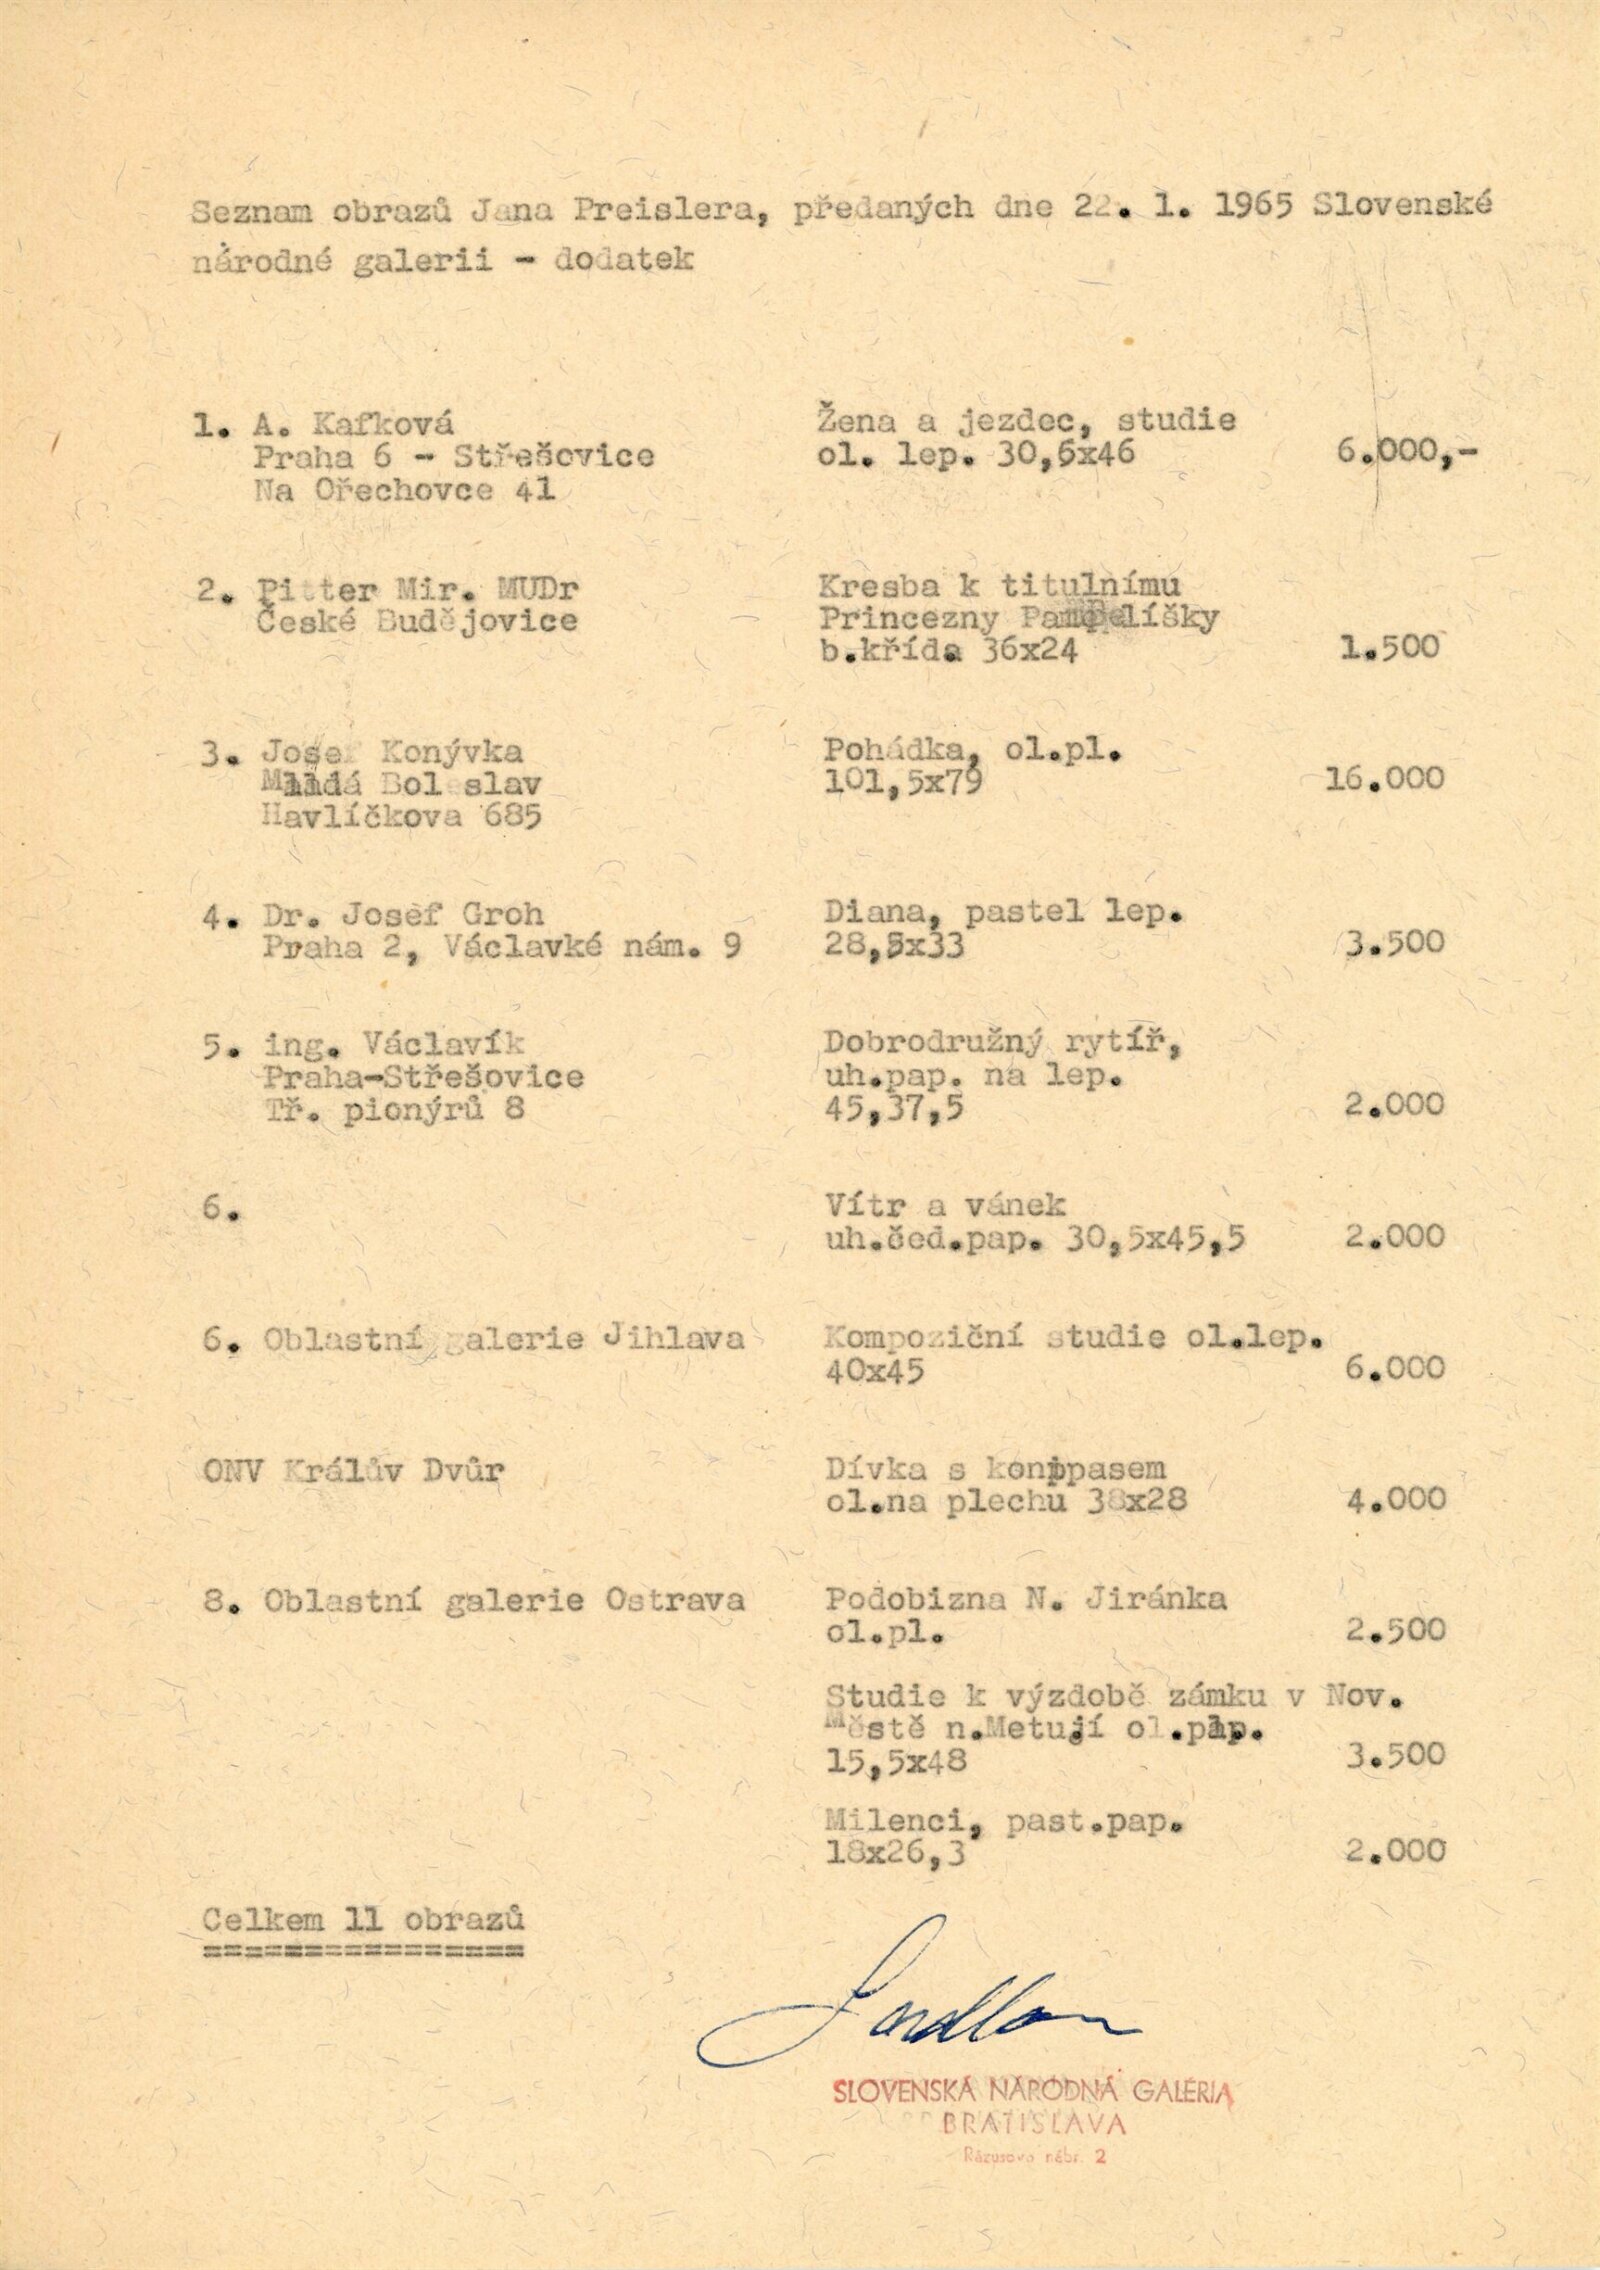 Seznam obrazů Jana Preislera, předaných dne 22. 1. 1965 Slovenské
národné galerii - dodatek
1. A. Kafková
Praha 6 - Střešovice
Na Ořechovce 41
Žena a jezdec, studie
ol. lep. 30,5x46 6.000,-
2. Pitter Mir. MUDr
České Budějovice
Kresba k titulnímu
Princezny Pampelíšky
b.křída 36x24 1.500
3. Josef Konývka
Mladá Boleslav
Havlíčkova 685
Pohádka, ol.pl.
101,5x79 16.000
4. Dr. Josef Groh
Praha 2, Václavké nám. 9
Diana, pastel lep.
28,5x33 3.500
5. ing. Václavík
Praha-Střešovice
Tř. pionýrů 8
Dobrodružný rytíř,
uh.pap. na lep.
45,37,5 2.000
6.
Vítr a vánek
uh.čed.pap. 30,5x45,5 2.000
6. Oblastní galerie Jihlava
Kompoziční studie ol.lep.
40x45 6.000
ONV Králův Dvůr
Dívka s kompasem
ol.na plechu 38x28 4.000
8. Oblastní galerie Ostrava
Podobizna N. Jiránka
ol.pl. 2.500
Studie k výzdobě zámku v Nov.
Městě n.Metují ol.pap.
15,5x48 3.500
Milenci, past.pap.
18x26,3 2.000
Celkem 11 obrazů
================
SLOVENSKÁ NÁRODNÁ GALÉRIA
BRATISLAVA
Rázusovo nábr. 2